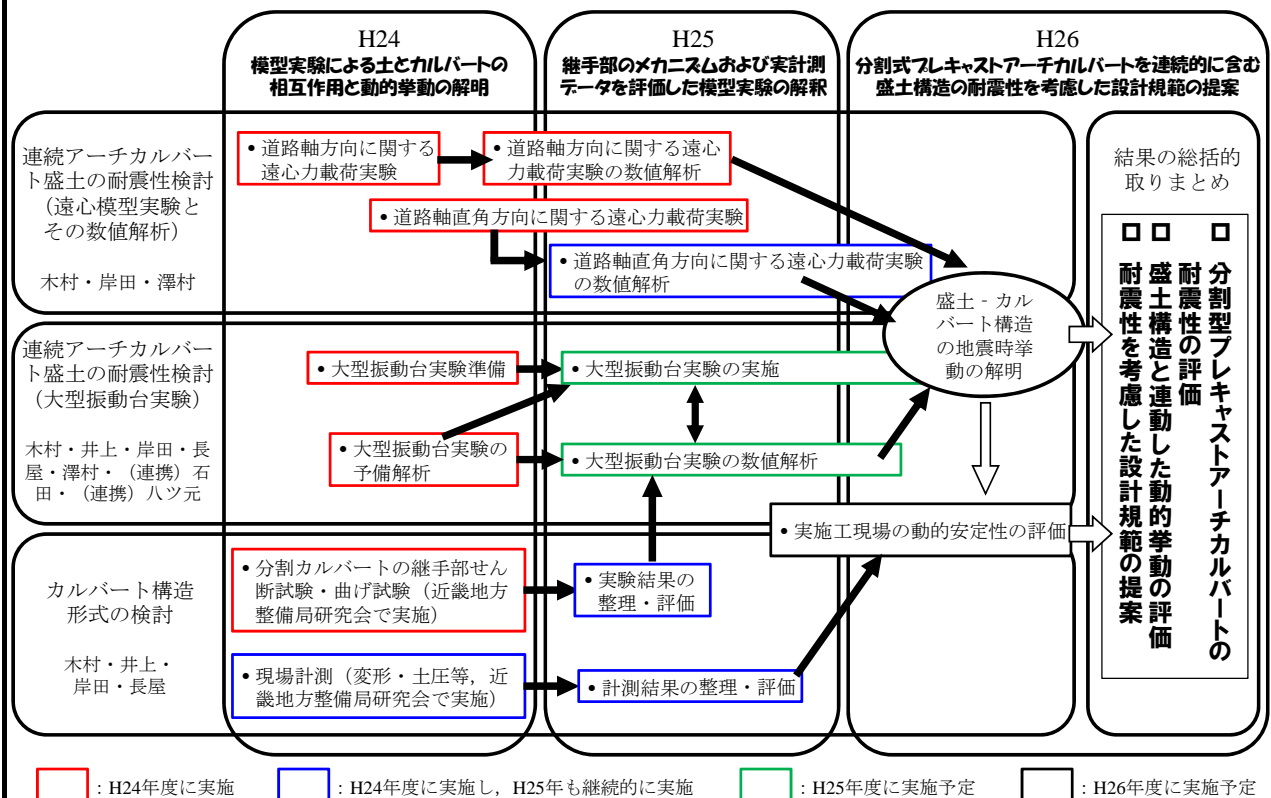 H24
模型実験による土とカルバートの
相互作用と動的挙動の解明
H25
継手部のメカニズムおよび実計測
データを評価した模型実験の解釈
H26
分割式プレキャストアーチカルバートを連続的に含む
盛土構造の耐震性を考慮した設計規範の提案
連続アーチカルバー
ト盛土の耐震性検討
（遠心模型実験と
その数値解析）
木村・岸田・澤村
• 道路軸方向に関する
遠心力載荷実験
• 道路軸方向に関する遠心
力載荷実験の数値解析
• 道路軸直角方向に関する遠心力載荷実験
• 道路軸直角方向に関する遠心力載荷実験
の数値解析
連続アーチカルバー
ト盛土の耐震性検討
（大型振動台実験）
木村・井上・岸田・長
屋・澤村・（連携）石
田・（連携）八ツ元
• 大型振動台実験準備
• 大型振動台実験の実施
• 大型振動台実験の
予備解析
• 大型振動台実験の数値解析
盛土‐カル
バート構造
の地震時挙
動の解明
• 実施工現場の動的安定性の評価
カルバート構造
形式の検討
木村・井上・
岸田・長屋
• 分割カルバートの継手部せん
断試験・曲げ試験（近畿地方
整備局研究会で実施）
• 実験結果の
整理・評価
• 現場計測（変形・土圧等，近
畿地方整備局研究会で実施）
• 計測結果の整理・評価
結果の総括的
取りまとめ
□ 分割型プレキャストアーチカルバートの
耐震性の評価
□ 盛土構造と連動した動的挙動の評価
□ 耐震性を考慮した設計規範の提案
：H24年度に実施
：H24年度に実施し，H25年も継続的に実施
：H25年度に実施予定
：H26年度に実施予定